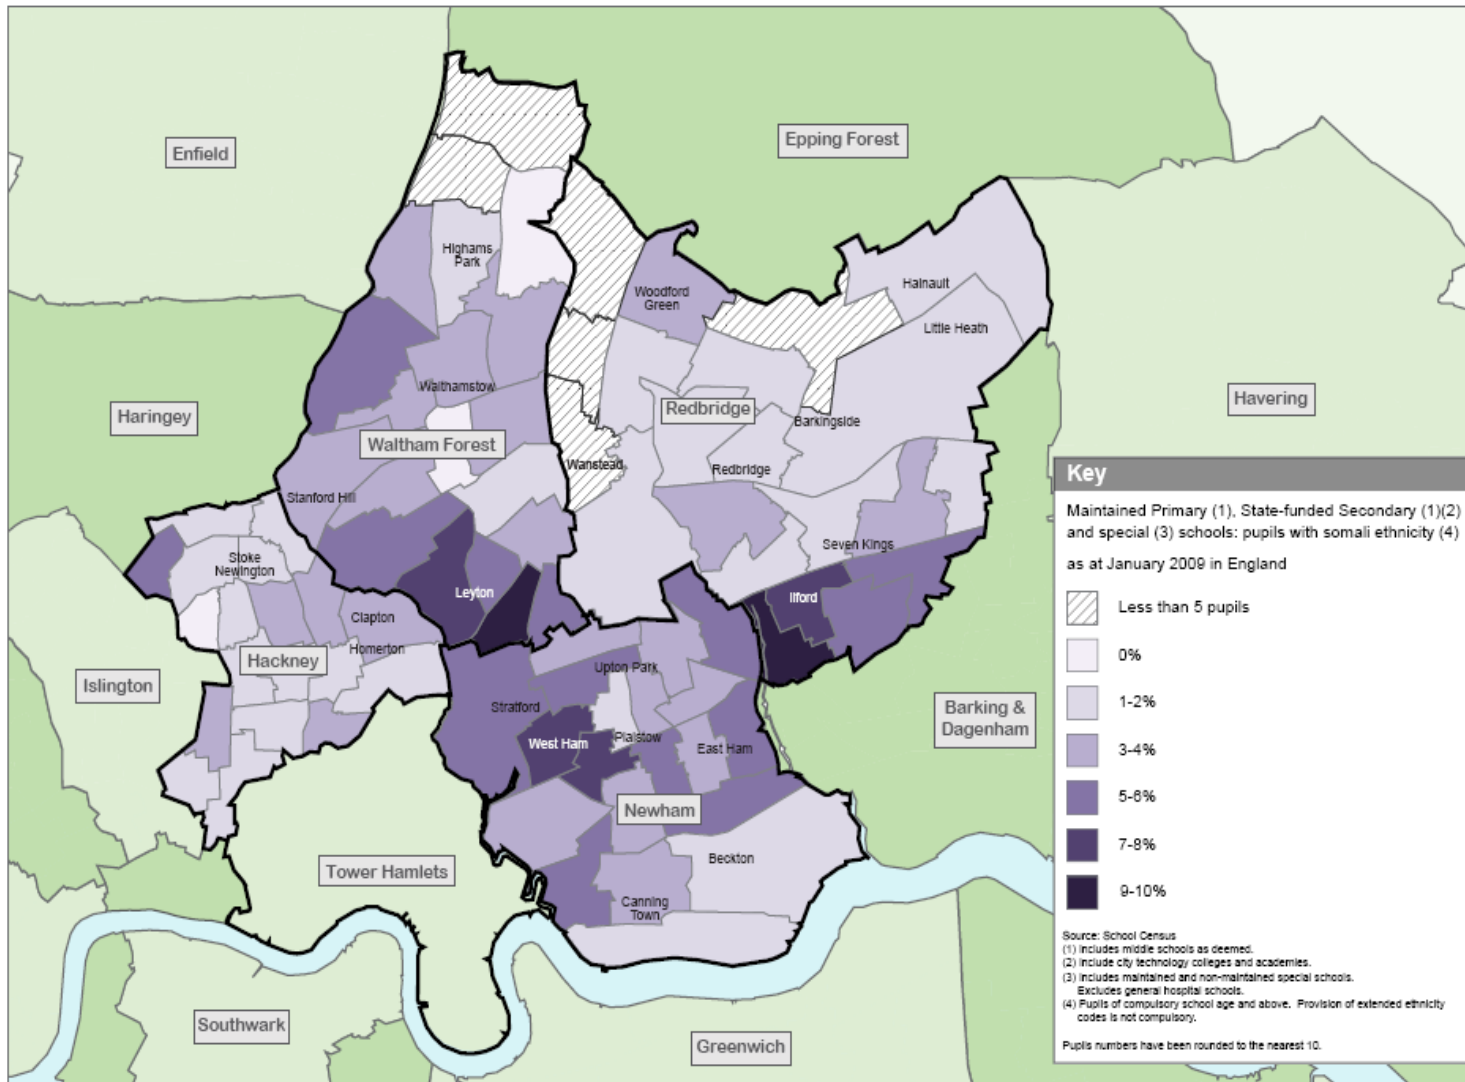 Enfield
Epping Forest
Highams
Park
Woodford
Green
Hainault
Little Heath
Haringey
Walthamstow
Redbridge
Havering
Waltham Forest
Barkingside
Wanstead
Redbridge
Stanford Hill
Seven Kings
Stoke
Newington
Leyton
Ilford
Clapton
Hackney
Homerton
Islington
Upton Park
Stratford
Barking &
Dagenham
West Ham
Plaistow
East Ham
Newham
Tower Hamlets
Beckton
Canning
Town
Southwark
Greenwich
Key
Maintained Primary (1), State-funded Secondary (1)(2)
and special (3) schools: pupils with somali ethnicity (4)
as at January 2009 in England
Less than 5 pupils
0%
1-2%
3-4%
5-6%
7-8%
9-10%
Source: School Census
(1) Includes middle schools as deemed.
(2) Include city technology colleges and academies.
(3) Includes maintained and non-maintained special schools.
Excludes general hospital schools.
(4) Pupils of compulsory school age and above. Provision of extended ethnicity
codes is not compulsory.
Pupils numbers have been rounded to the nearest 10.